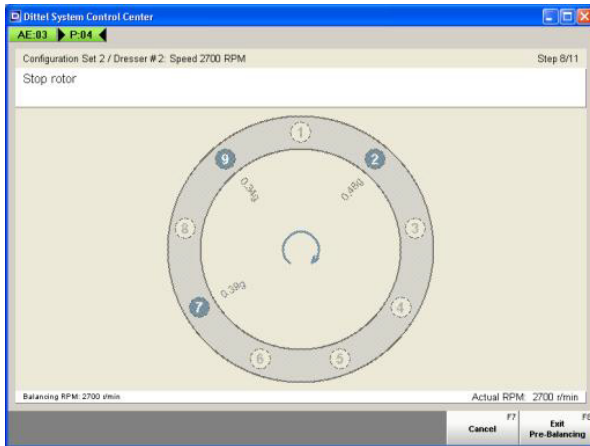 Dittel System Control Center
AE:03 P:04
Configuration Set 2 / Dresser #2: Speed 2700 RPM Step 8/11
Stop rotor
1
9 2
0,34g 0,48g
8 3
0,39g
7 4
6 5
Balancing RPM: 2700 r/min Actual RPM: 2700 r/min
F7 F8
Cancel Exit
Pre-Balancing